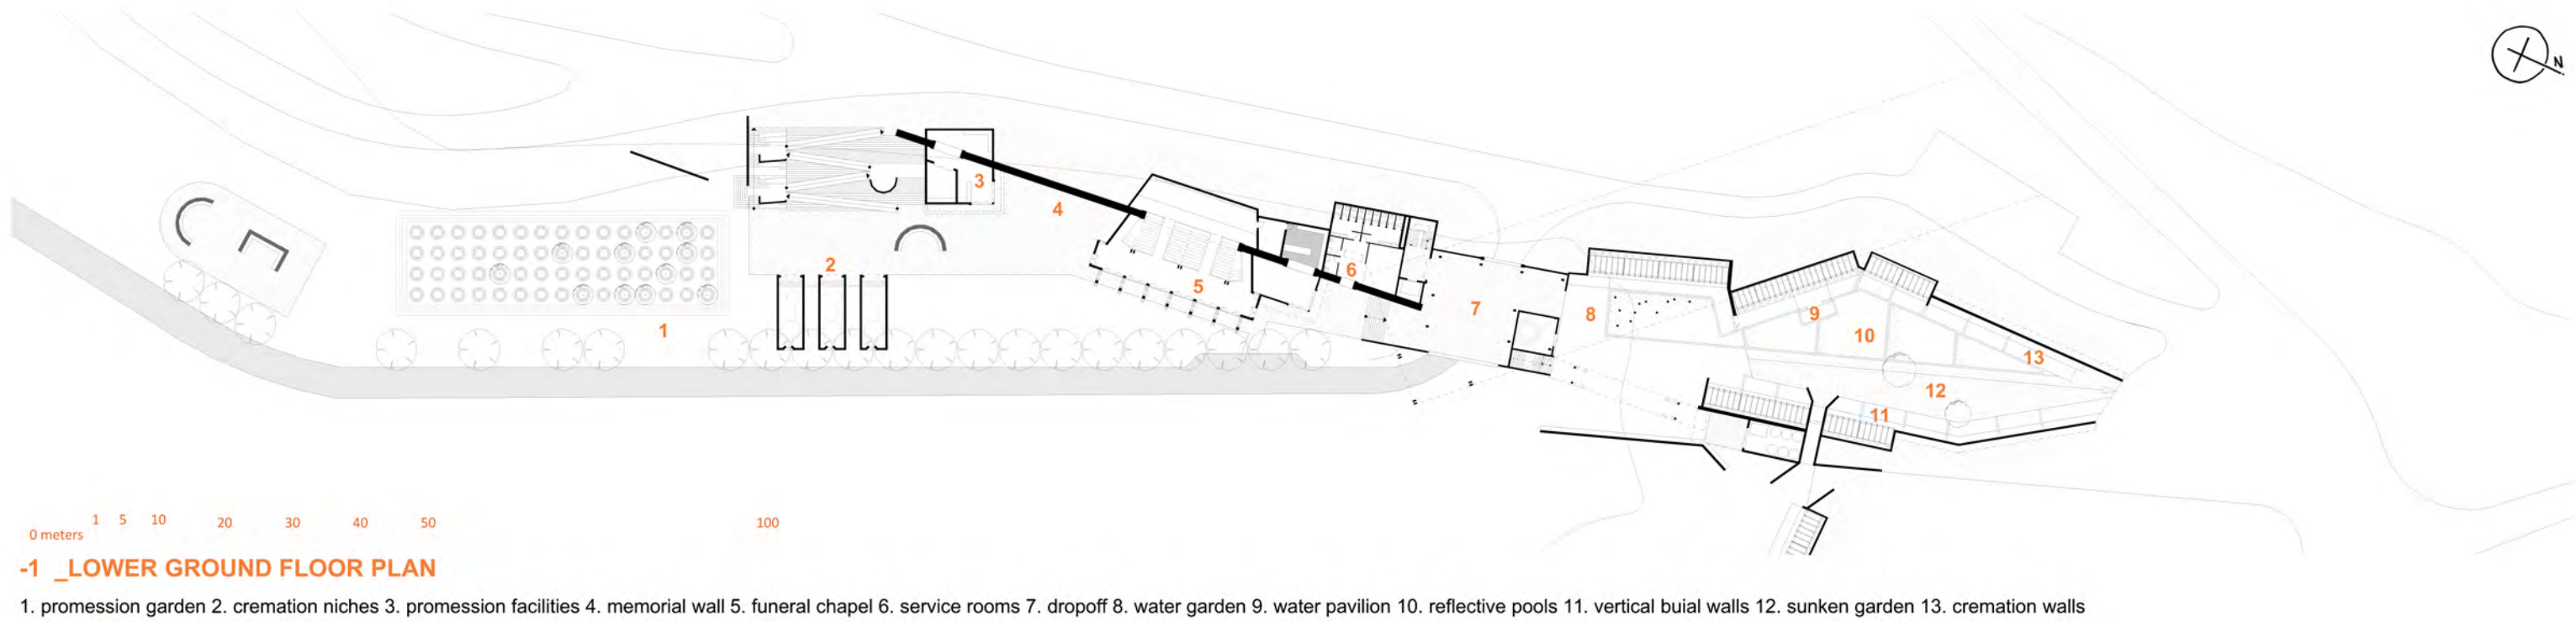 N
3
4
2
6
5
7
8
9
10
1
13
12
11
1 5 10 20 30 40 50 100
0 meters
-1 _LOWER GROUND FLOOR PLAN
1. promession garden 2. cremation niches 3. promession facilities 4. memorial wall 5. funeral chapel 6. service rooms 7. dropoff 8. water garden 9. water pavilion 10. reflective pools 11. vertical buial walls 12. sunken garden 13. cremation walls